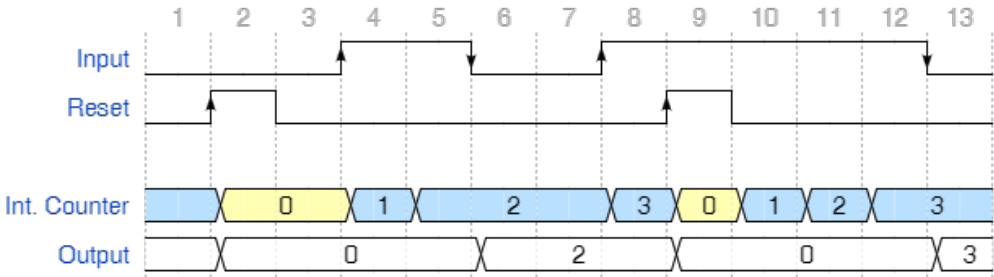 1 2 3 4 5 6 7 8 9 10 11 12 13
Input
Reset
Int. Counter 0 1 2 3 0 1 2 3
Output 0 2 0 3